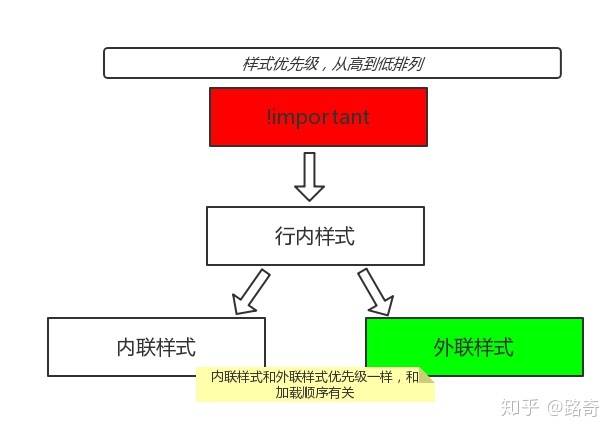 样式优先级，从高到低排列
!important
行内样式
内联样式
外联样式
内联样式和外联样式优先级一样，和
加载顺序有关
知乎 @路奇